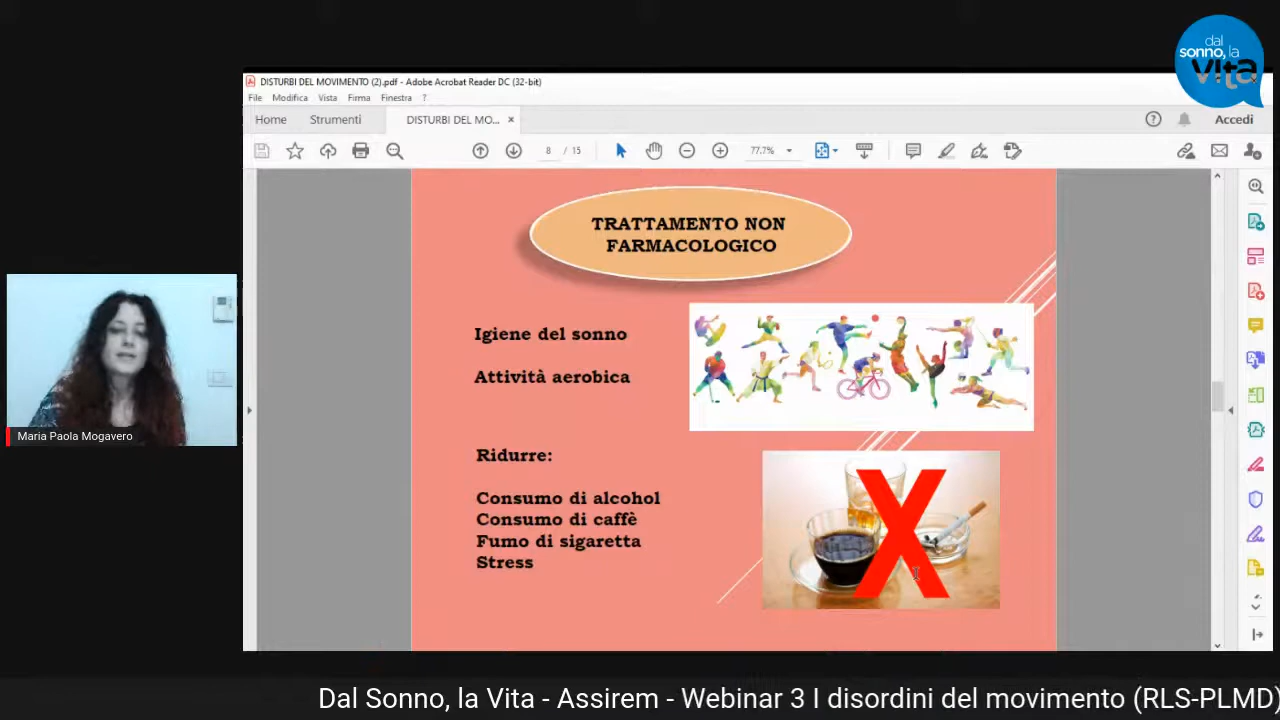 dal
sonno, la
vita
DISTURBI DEL MOVIMENTO (2).pdf - Adobe Acrobat Reader DC (32-bit)
File Modifica Vista Firma Finestra ?
Home Strumenti DISTURBI DEL MO... × Accedi
8 / 15 77.7%
TRATTAMENTO NON
FARMACOLOGICO
Igiene del sonno
Attività aerobica
Ridurre:
Consumo di alcohol
Consumo di caffè
Fumo di sigaretta
Stress
X
Maria Paola Mogavero
Dal Sonno, la Vita - Assirem - Webinar 3 I disordini del movimento (RLS-PLMD)